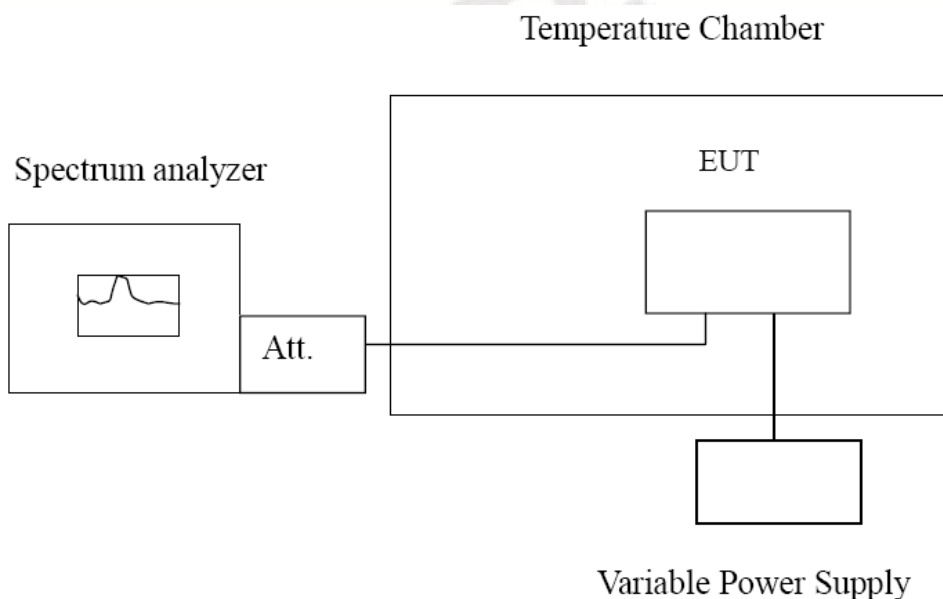 Temperature Chamber
Spectrum analyzer
EUT
Att.
Variable Power Supply